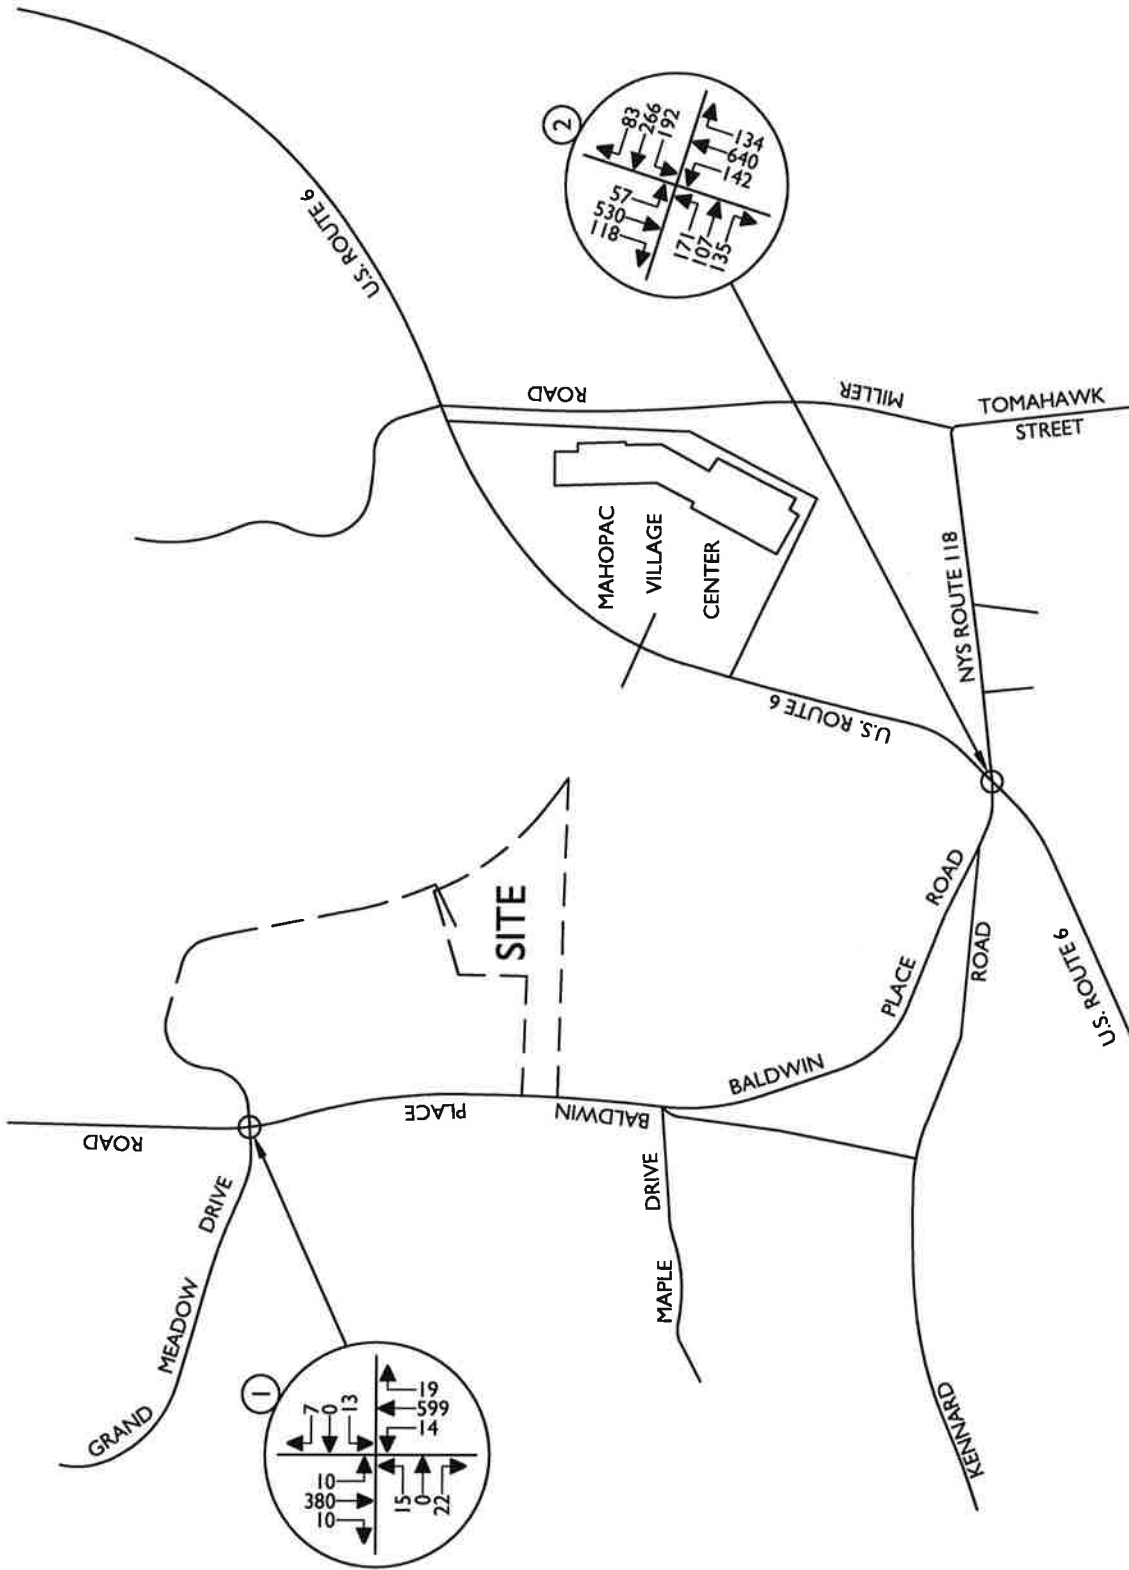 U.S. ROUTE 6
2
83
266
192
134
640
142
57
530
118
171
107
135
ROAD
MILLER
TOMAHAWK
STREET
MAHOPAC
VILLAGE
CENTER
NYS ROUTE 118
U.S. ROUTE 6
SITE
ROAD
PLACE
BALDWIN
BALDWIN
PLACE
ROAD
ROAD
U.S. ROUTE 6
GRAND
MEADOW
DRIVE
MAPLE
DRIVE
KENNARD
1
7
0
13
19
599
14
10
380
10
15
0
22